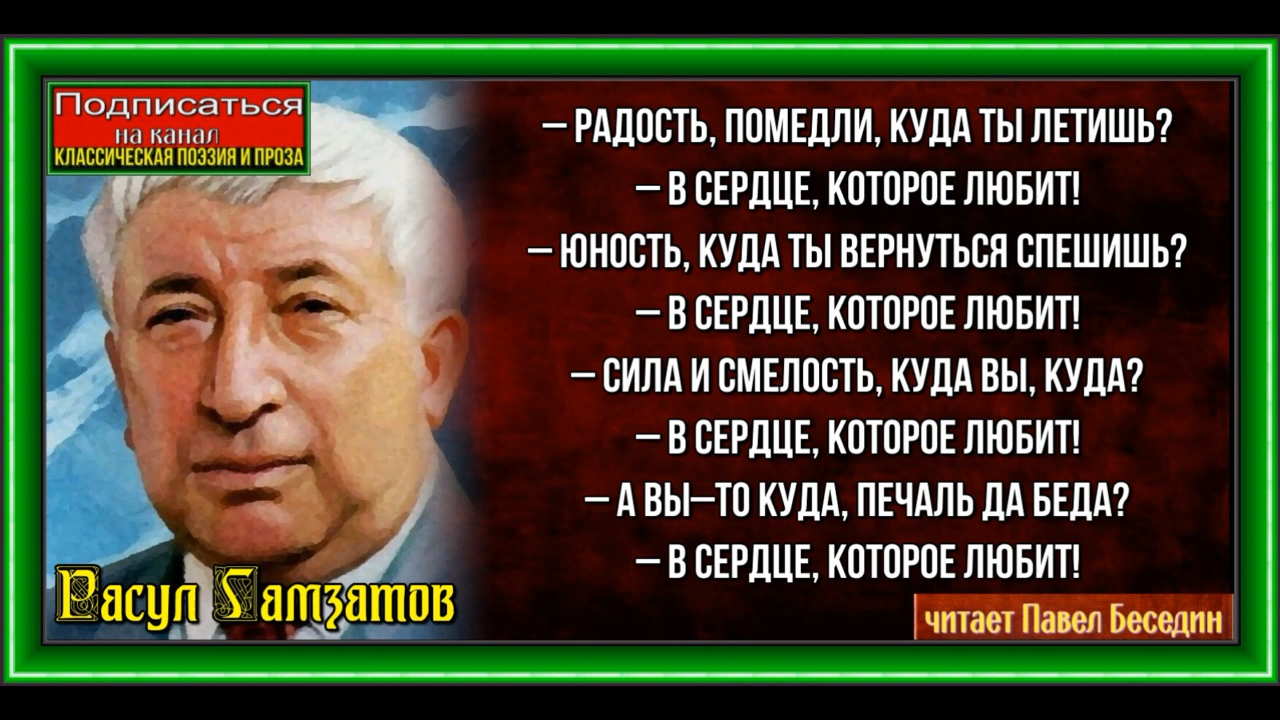 Подписаться
на канал
КЛАССИЧЕСКАЯ ПОЭЗИЯ И ПРОЗА
– РАДОСТЬ, ПОМЕДЛИ, КУДА ТЫ ЛЕТИШЬ?
– В СЕРДЦЕ, КОТОРОЕ ЛЮБИТ!
– ЮНОСТЬ, КУДА ТЫ ВЕРНУТЬСЯ СПЕШИШЬ?
– В СЕРДЦЕ, КОТОРОЕ ЛЮБИТ!
– СИЛА И СМЕЛОСТЬ, КУДА ВЫ, КУДА?
– В СЕРДЦЕ, КОТОРОЕ ЛЮБИТ!
– А ВЫ–ТО КУДА, ПЕЧАЛЬ ДА БЕДА?
– В СЕРДЦЕ, КОТОРОЕ ЛЮБИТ!
Расул Гамзатов
читает Павел Беседин